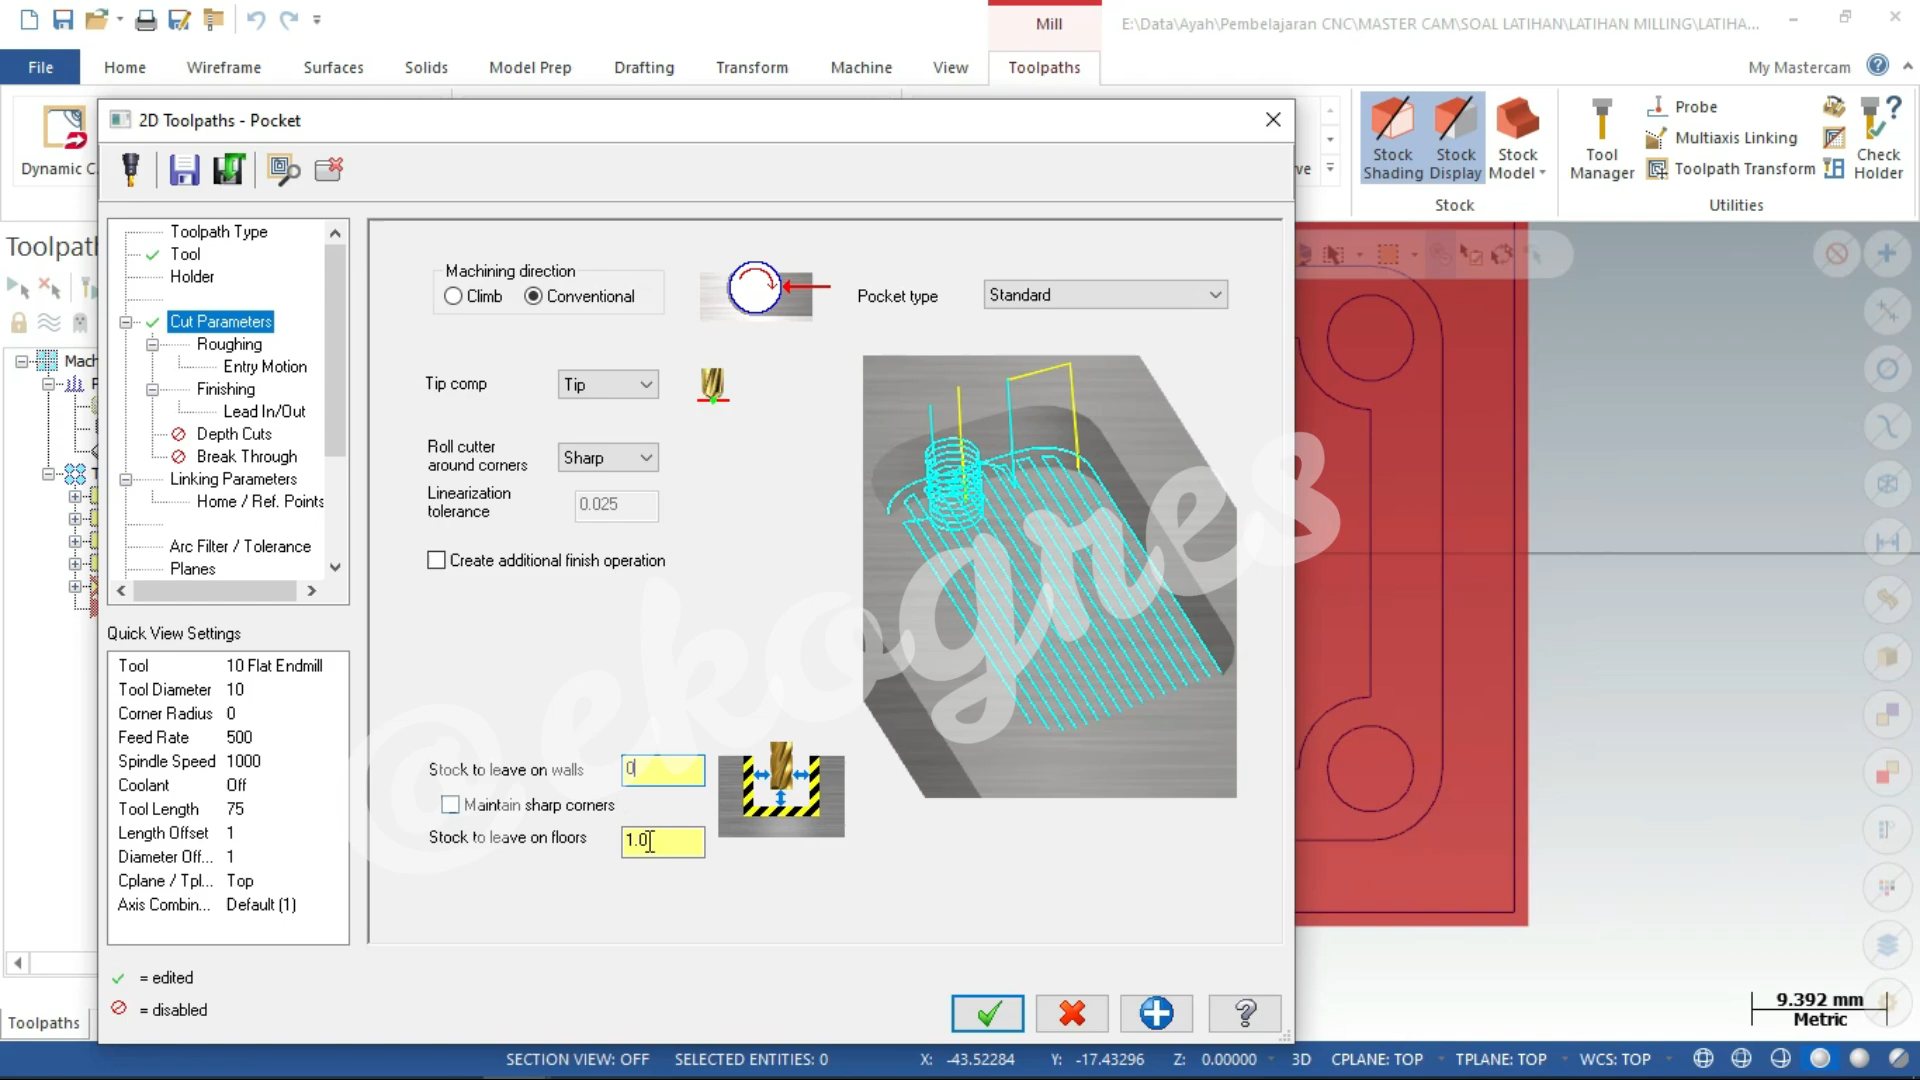 Mill
E:\Data\Ayah\Pembelajaran CNC\MASTER CAM\SOAL LATIHAN\LATIHAN MILLING\LATIHA...
File
Home
Wireframe
Surfaces
Solids
Model Prep
Drafting
Transform
Machine
View
Toolpaths
My Mastercam
Dynamic C
2D Toolpaths - Pocket
ve
Stock
Shading
Stock
Display
Stock
Model
Stock
Tool
Manager
Probe
Multiaxis Linking
Toolpath Transform
Check
Holder
Utilities
Toolpath
Mach
Toolpath Type
Tool
Holder
Cut Parameters
Roughing
Entry Motion
Finishing
Lead In/Out
Depth Cuts
Break Through
Linking Parameters
Home / Ref. Points
Arc Filter / Tolerance
Planes
Machining direction
Climb
Conventional
Pocket type
Standard
Tip comp
Tip
Roll cutter
around corners
Sharp
Linearization
tolerance
0.025
Create additional finish operation
Stock to leave on walls
0
Maintain sharp corners
Stock to leave on floors
1.0
@ekogres
Quick View Settings
Tool 10 Flat Endmill
Tool Diameter 10
Corner Radius 0
Feed Rate 500
Spindle Speed 1000
Coolant Off
Tool Length 75
Length Offset 1
Diameter Off... 1
Cplane / Tpl... Top
Axis Combin... Default (1)
= edited
= disabled
Toolpaths
9.392 mm
Metric
SECTION VIEW: OFF
SELECTED ENTITIES: 0
X: -43.52284
Y: -17.43296
Z: 0.00000
3D
CPLANE: TOP
TPLANE: TOP
WCS: TOP